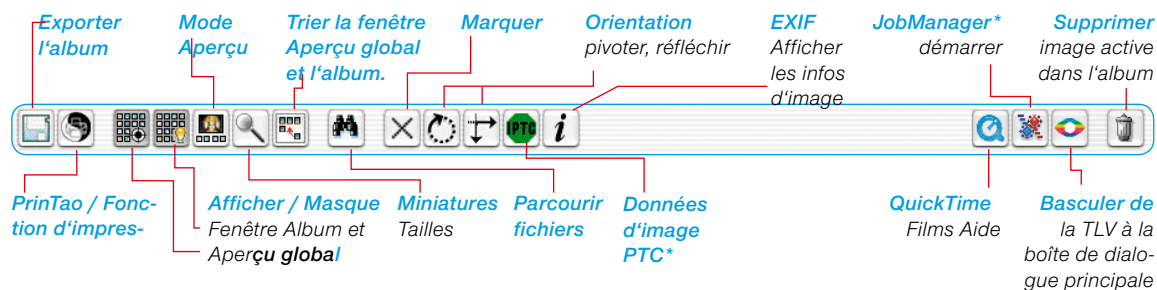 Exporter
l‘album
Mode
Aperçu
Trier la fenêtre
Aperçu global
et l‘album.
Marquer
Orientation
pivoter, réfléchir
EXIF
Afficher
les infos
d‘image
JobManager*
démarrer
Supprimer
image active
dans l‘album
IPTC
i
PrinTao / Fonc-
tion d‘impres-
Afficher / Masque
Fenêtre Album et
Aperçu global
Miniatures
Tailles
Parcourir
fichiers
Données
d‘image
PTC*
QuickTime
Films Aide
Basculer de
la TLV à la
boîte de dialo-
gue principale